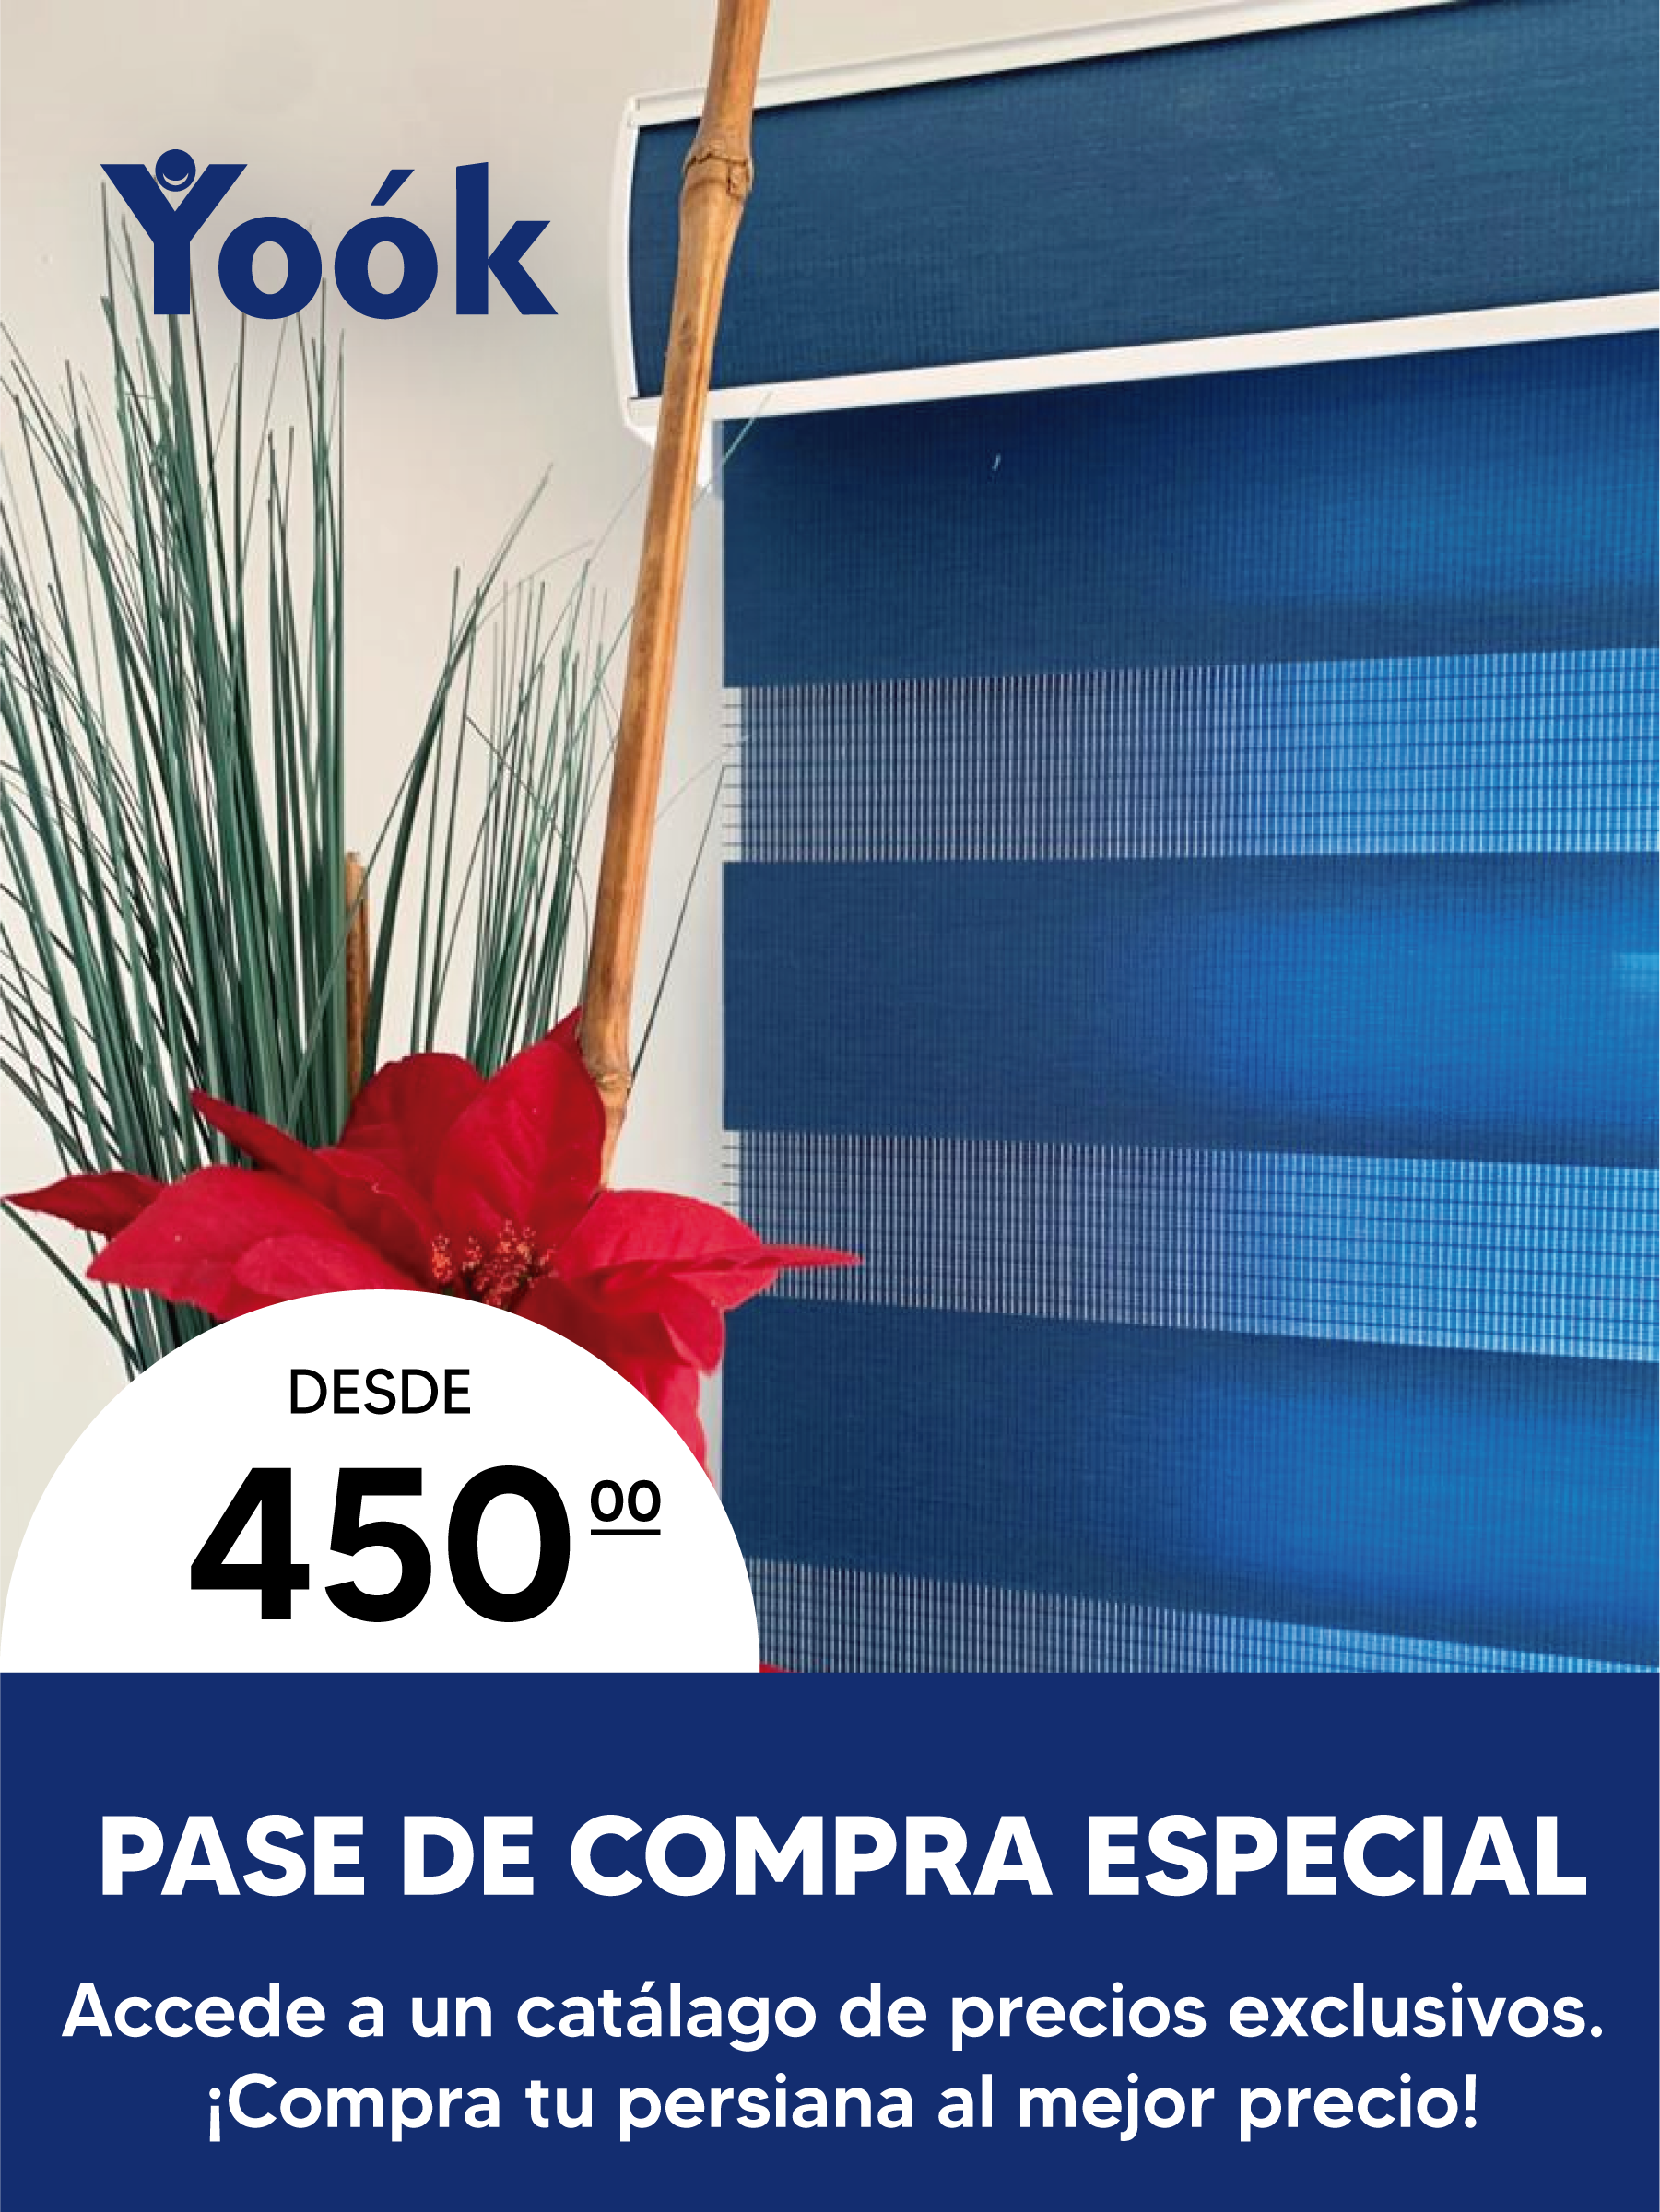 Yoók
DESDE
450 00
PASE DE COMPRA ESPECIAL
Accede a un catálago de precios exclusivos.
¡Compra tu persiana al mejor precio!